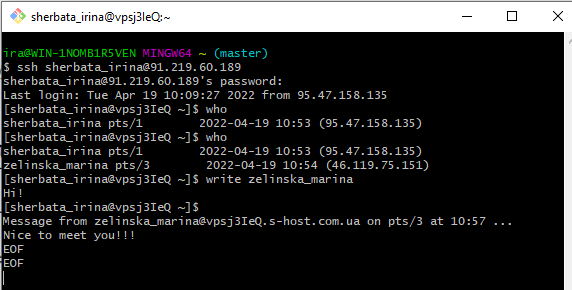 sherbata_irina@vpsj3IeQ:~
ira@WIN-1NOMB1R5VEN MINGW64 ~ (master)
$ ssh sherbata_irina@91.219.60.189
sherbata_irina@91.219.60.189's password:
Last login: Tue Apr 19 10:09:27 2022 from 95.47.158.135
[sherbata_irina@vpsj3IeQ ~]$ who
sherbata_irina pts/1        2022-04-19 10:53 (95.47.158.135)
[sherbata_irina@vpsj3IeQ ~]$ who
sherbata_irina pts/1        2022-04-19 10:53 (95.47.158.135)
zelinska_marina pts/3        2022-04-19 10:54 (46.119.75.151)
[sherbata_irina@vpsj3IeQ ~]$ write zelinska_marina
Hi!
[sherbata_irina@vpsj3IeQ ~]$
Message from zelinska_marina@vpsj3IeQ.s-host.com.ua on pts/3 at 10:57 ...
Nice to meet you!!!
EOF
EOF